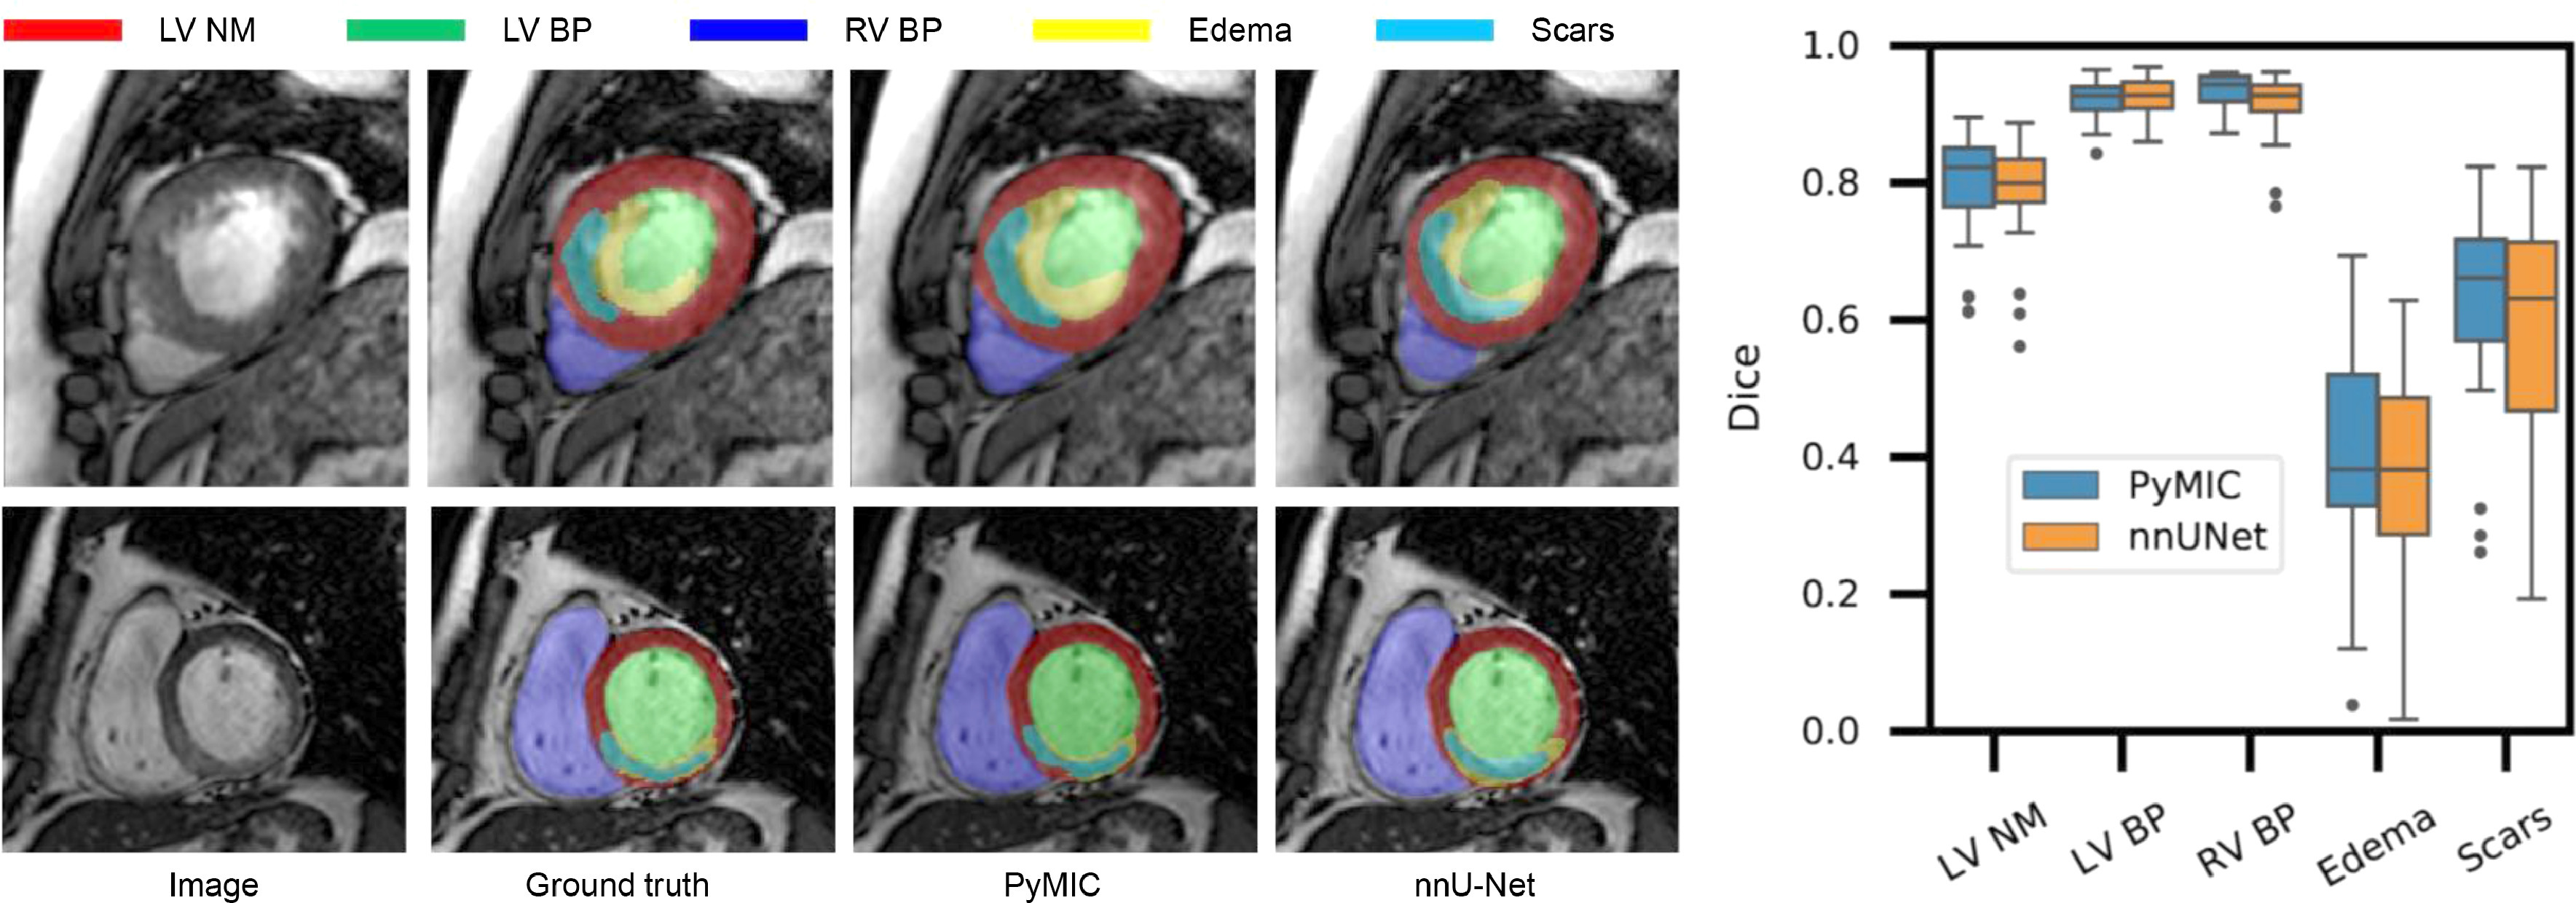 LV NM LV BP RV BP Edema Scars
Image Ground truth PyMIC nnU-Net
Dice
1.0
0.8
0.6
0.4
0.2
0.0
PyMIC
nnUNet
LV NM LV BP RV BP Edema Scars